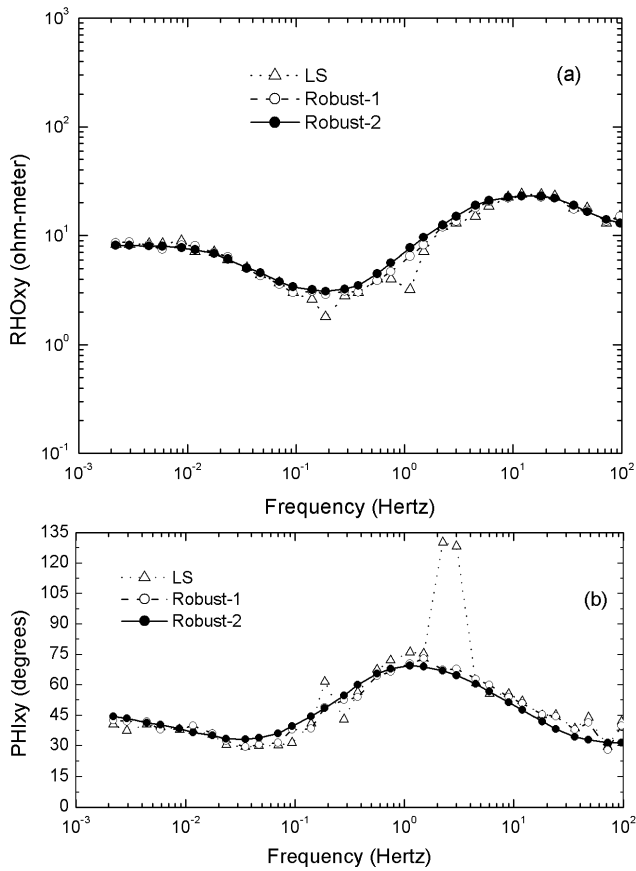 10^3
10^2
10^1
10^0
10^-1
RHOxy (ohm-meter)
LS
Robust-1
Robust-2
(a)
10^-3 10^-2 10^-1 10^0 10^1 10^2
Frequency (Hertz)
135
120
105
90
75
60
45
30
15
0
PHIxy (degrees)
LS
Robust-1
Robust-2
(b)
10^-3 10^-2 10^-1 10^0 10^1 10^2
Frequency (Hertz)